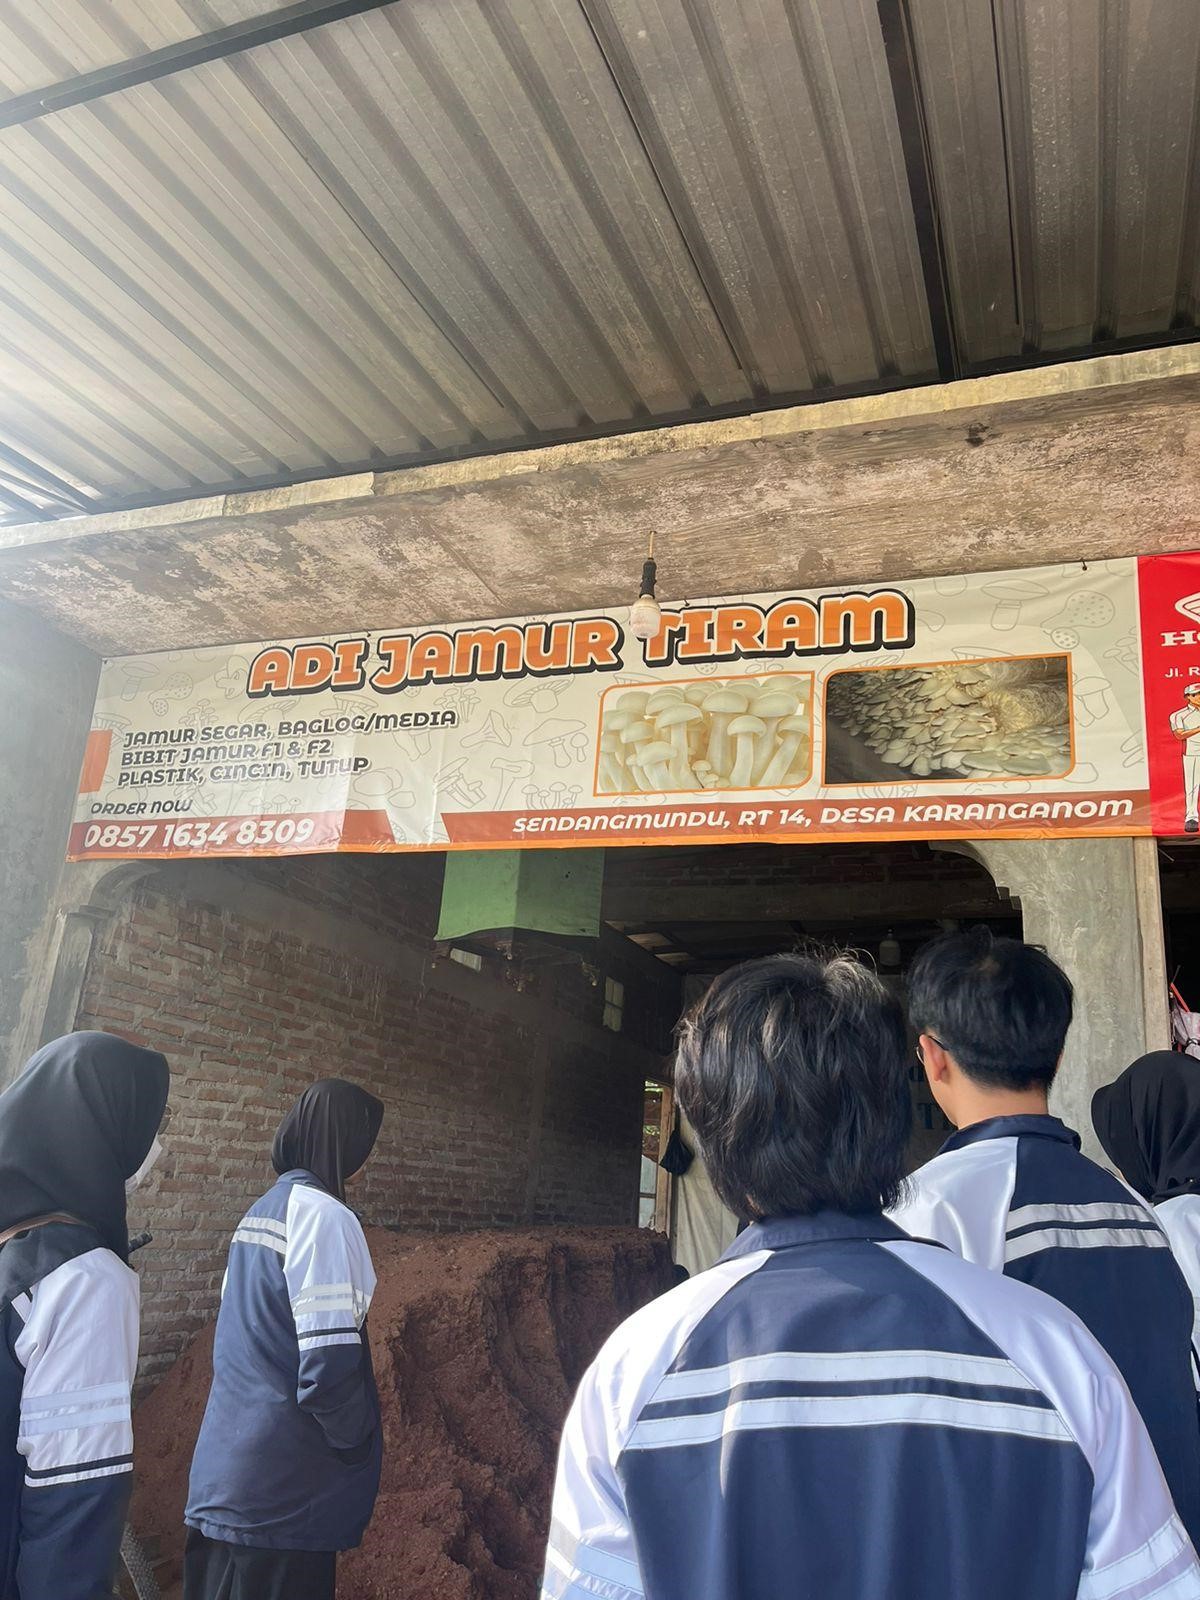 ADI JAMUR TIRAM
JAMUR SEGAR, BAGLOG/MEDIA
BIBIT JAMUR F1 & F2
PLASTIK, CINCIN, TUTUP
ORDER NOW
0857 1634 8309
SENDANGMUNDU, RT 14, DESA KARANGANOM
Jl. R